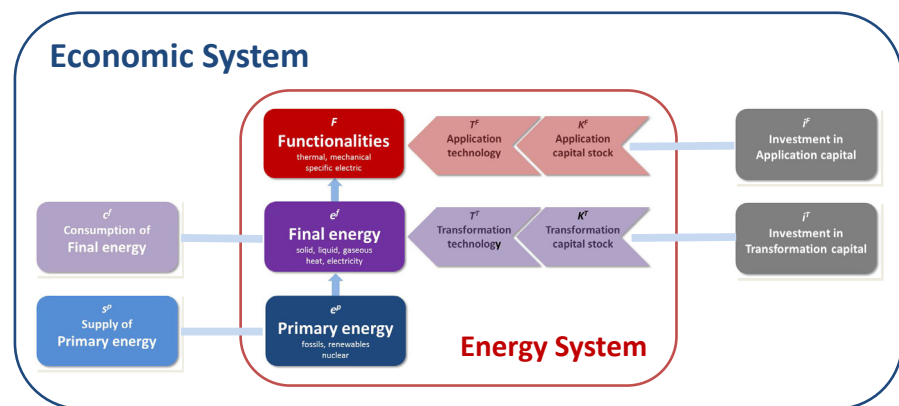 Economic System
F
Functionalities
thermal, mechanical
specific electric
T^F
Application
technology
K^F
Application
capital stock
i^F
Investment in
Application capital
c^f
Consumption of
Final energy
e^f
Final energy
solid, liquid, gaseous
heat, electricity
T^T
Transformation
technology
K^T
Transformation
capital stock
i^T
Investment in
Transformation capital
s^p
Supply of
Primary energy
e^p
Primary energy
fossils, renewables
nuclear
Energy System